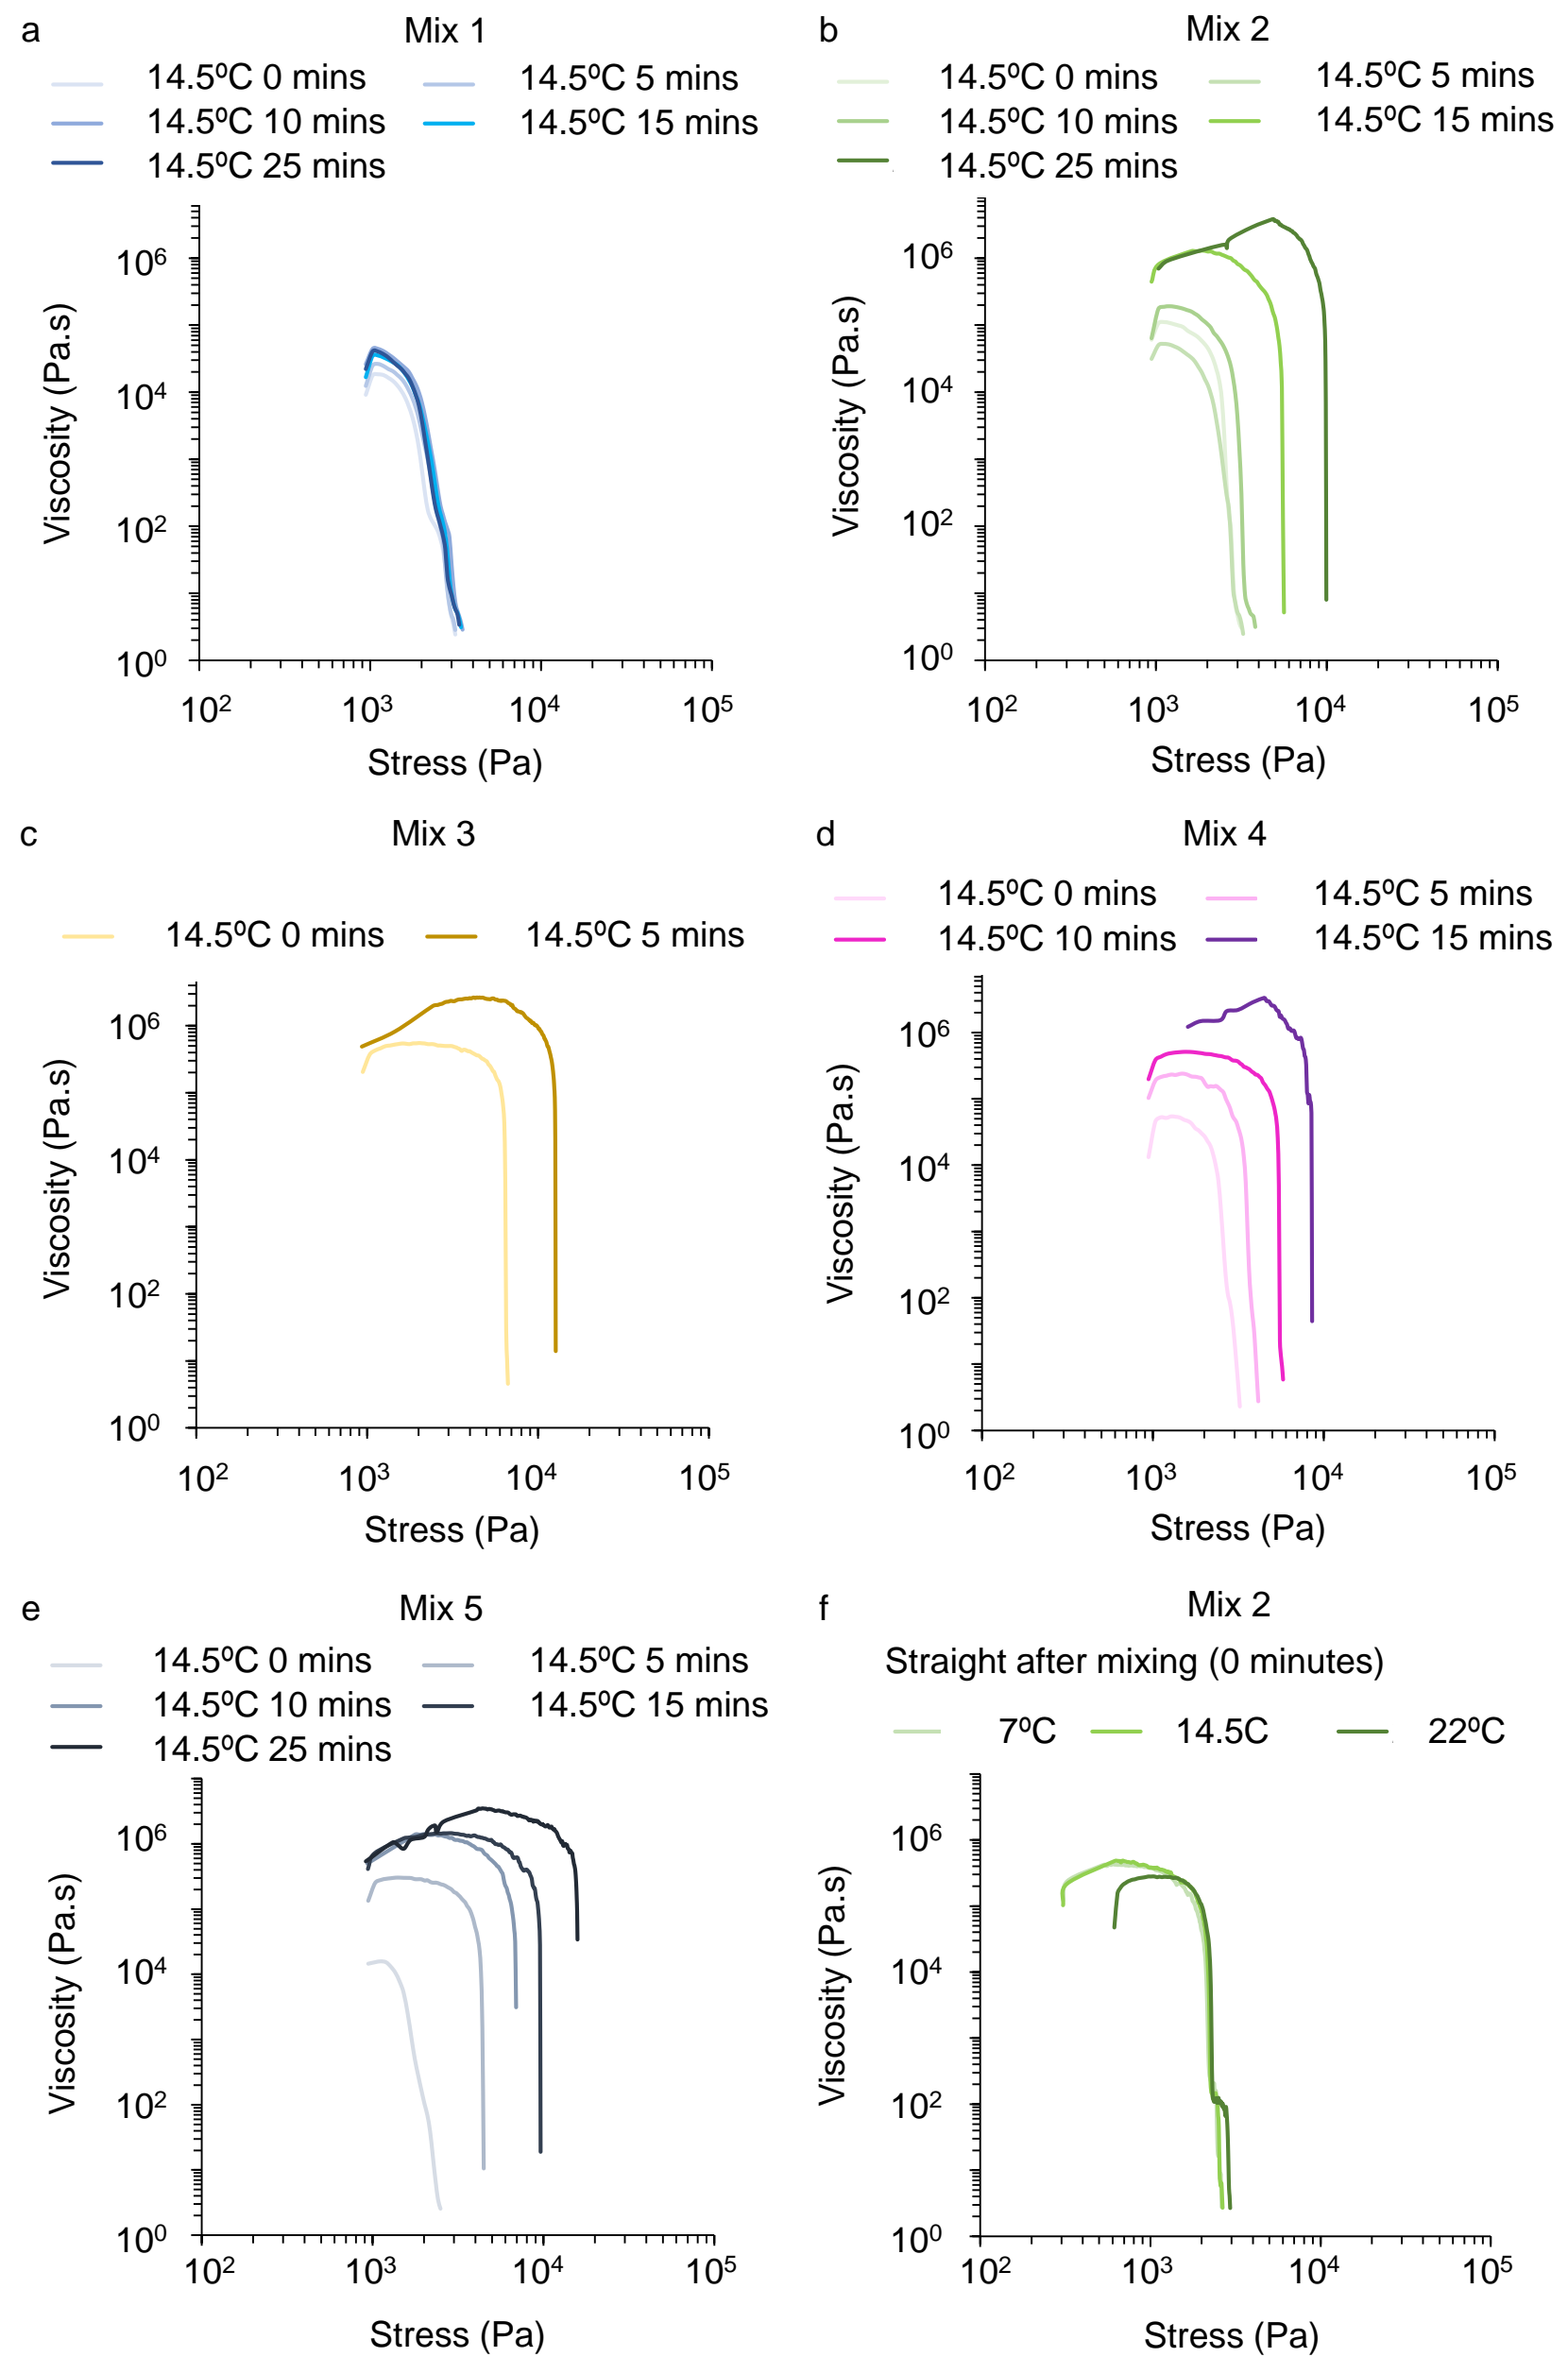 a
Mix 1
14.5⁰C 0 mins
14.5⁰C 5 mins
14.5⁰C 10 mins
14.5⁰C 15 mins
14.5⁰C 25 mins
Viscosity (Pa.s)
10⁶
10⁴
10²
10⁰
10² 10³ 10⁴ 10⁵
Stress (Pa)
b
Mix 2
14.5⁰C 0 mins
14.5⁰C 5 mins
14.5⁰C 10 mins
14.5⁰C 15 mins
14.5⁰C 25 mins
Viscosity (Pa.s)
10⁶
10⁴
10²
10⁰
10² 10³ 10⁴ 10⁵
Stress (Pa)
c
Mix 3
14.5⁰C 0 mins
14.5⁰C 5 mins
Viscosity (Pa.s)
10⁶
10⁴
10²
10⁰
10² 10³ 10⁴ 10⁵
Stress (Pa)
d
Mix 4
14.5⁰C 0 mins
14.5⁰C 5 mins
14.5⁰C 10 mins
14.5⁰C 15 mins
Viscosity (Pa.s)
10⁶
10⁴
10²
10⁰
10² 10³ 10⁴ 10⁵
Stress (Pa)
e
Mix 5
14.5⁰C 0 mins
14.5⁰C 5 mins
14.5⁰C 10 mins
14.5⁰C 15 mins
14.5⁰C 25 mins
Viscosity (Pa.s)
10⁶
10⁴
10²
10⁰
10² 10³ 10⁴ 10⁵
Stress (Pa)
f
Mix 2
Straight after mixing (0 minutes)
7⁰C 14.5C 22⁰C
Viscosity (Pa.s)
10⁶
10⁴
10²
10⁰
10² 10³ 10⁴ 10⁵
Stress (Pa)